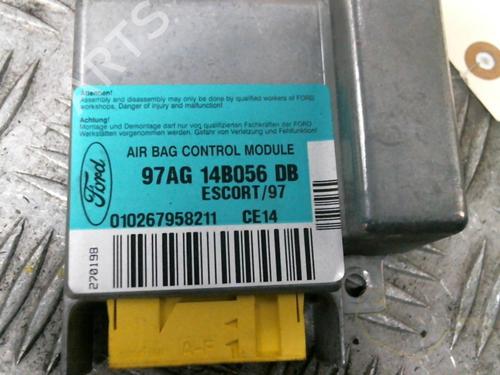 Attention!
Assembly and disassembly may only be done by qualified workers of FORD
workshops. Danger of injury and malfunction!
Achtung!
Montage und Demontage darf nur von qualifizierten Fachkräften der FORD
Werkstätten vorgenommen werden. Gefahr von Verletzung und Fehlfunktion!
Ford
AIR BAG CONTROL MODULE
97AG 14B056 DB
ESCORT/97
010267958211 CE14
270198
A-F